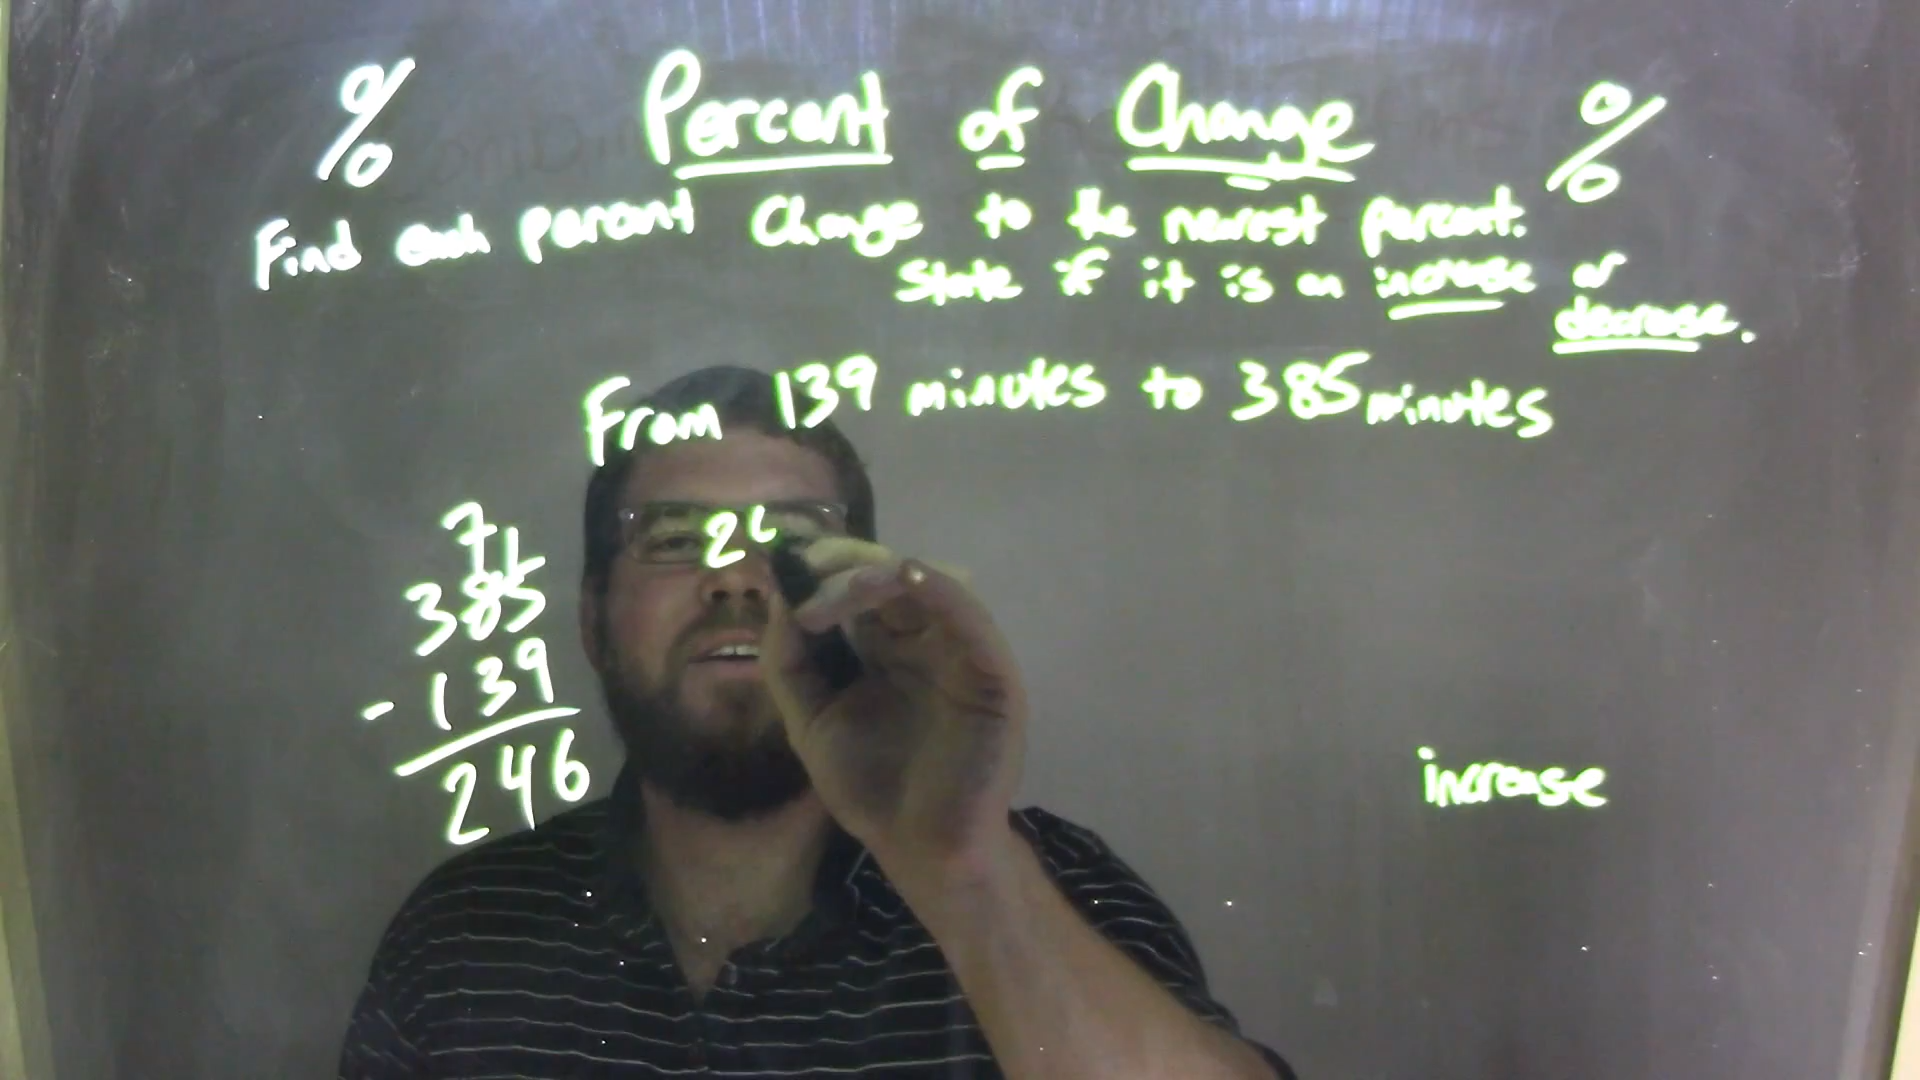 % Percent of Change %
Find each percent Change to the nearest percent.
State if it is an increase or
decrease.
From 139 minutes to 385 minutes
7 1
385
- 139
246
2
increase